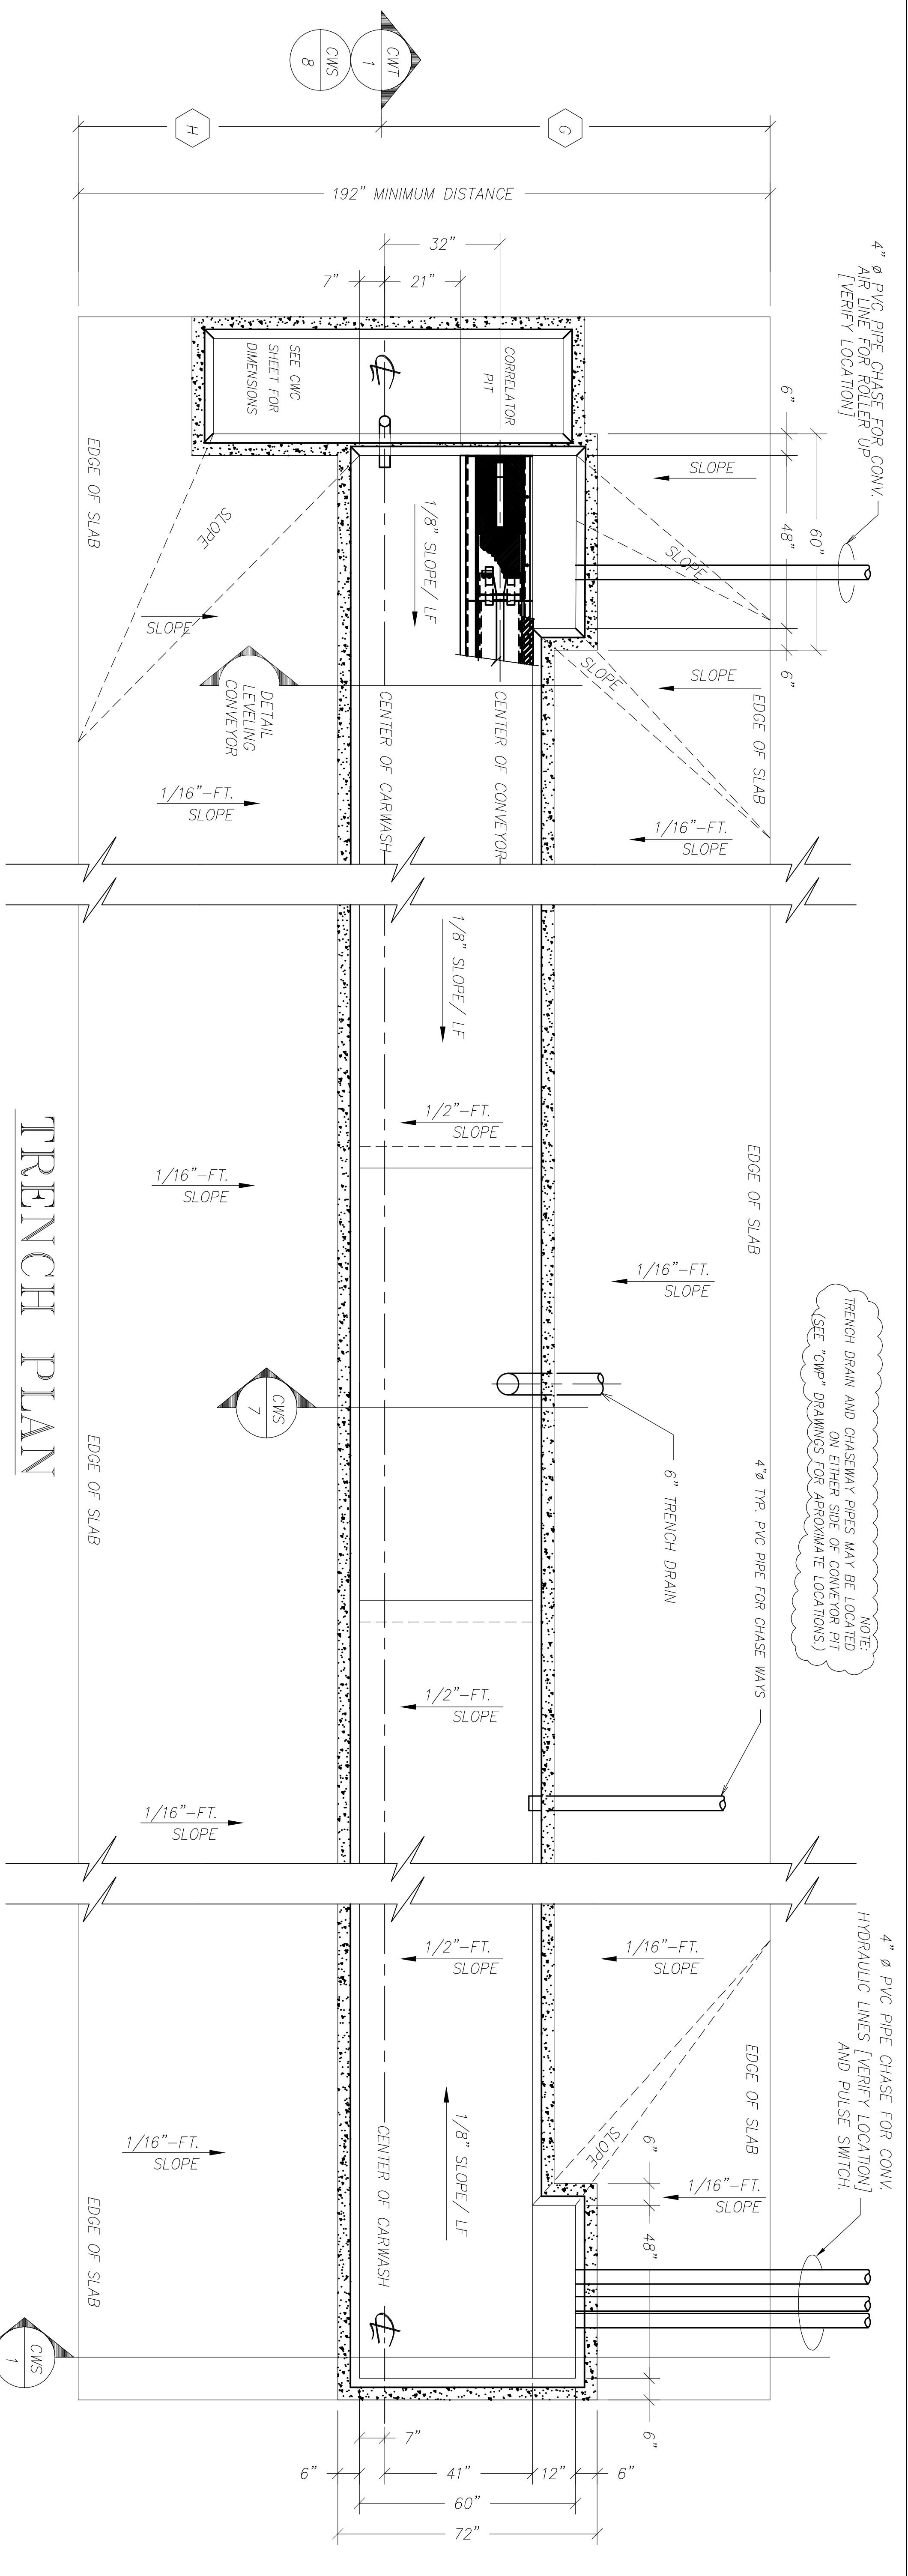 4" ø PVC PIPE CHASE FOR CONV.
AIR LINE FOR ROLLER UP
[VERIFY LOCATION]
CWT
1
CWS
8
H
G
192" MINIMUM DISTANCE
32"
7"
21"
6"
48"
60"
6"
CORRELATOR
PIT
SEE CWC
SHEET FOR
DIMENSIONS
EDGE OF SLAB
SLOPE
SLOPE
SLOPE
SLOPE
SLOPE
SLOPE
1/8" SLOPE/ LF
DETAIL
LEVELING
CONVEYOR
CENTER OF CARWASH
CENTER OF CONVEYOR
EDGE OF SLAB
1/16"-FT.
SLOPE
1/16"-FT.
SLOPE
1/8" SLOPE/ LF
1/2"-FT.
SLOPE
1/16"-FT.
SLOPE
EDGE OF SLAB
1/16"-FT.
SLOPE
NOTE:
TRENCH DRAIN AND CHASEWAY PIPES MAY BE LOCATED
ON EITHER SIDE OF CONVEYOR PIT
(SEE "CWP" DRAWINGS FOR APROXIMATE LOCATIONS.)
CWS
7
6" TRENCH DRAIN
4"ø TYP. PVC PIPE FOR CHASE WAYS
EDGE OF SLAB
1/2"-FT.
SLOPE
1/16"-FT.
SLOPE
4" ø PVC PIPE CHASE FOR CONV.
HYDRAULIC LINES [VERIFY LOCATION]
AND PULSE SWITCH.
1/2"-FT.
SLOPE
1/16"-FT.
SLOPE
EDGE OF SLAB
SLOPE
1/16"-FT.
SLOPE
1/16"-FT.
SLOPE
1/8" SLOPE/ LF
CENTER OF CARWASH
EDGE OF SLAB
6"
48"
6"
CWS
1
7"
6"
41"
12"
6"
60"
72"
TRENCH PLAN